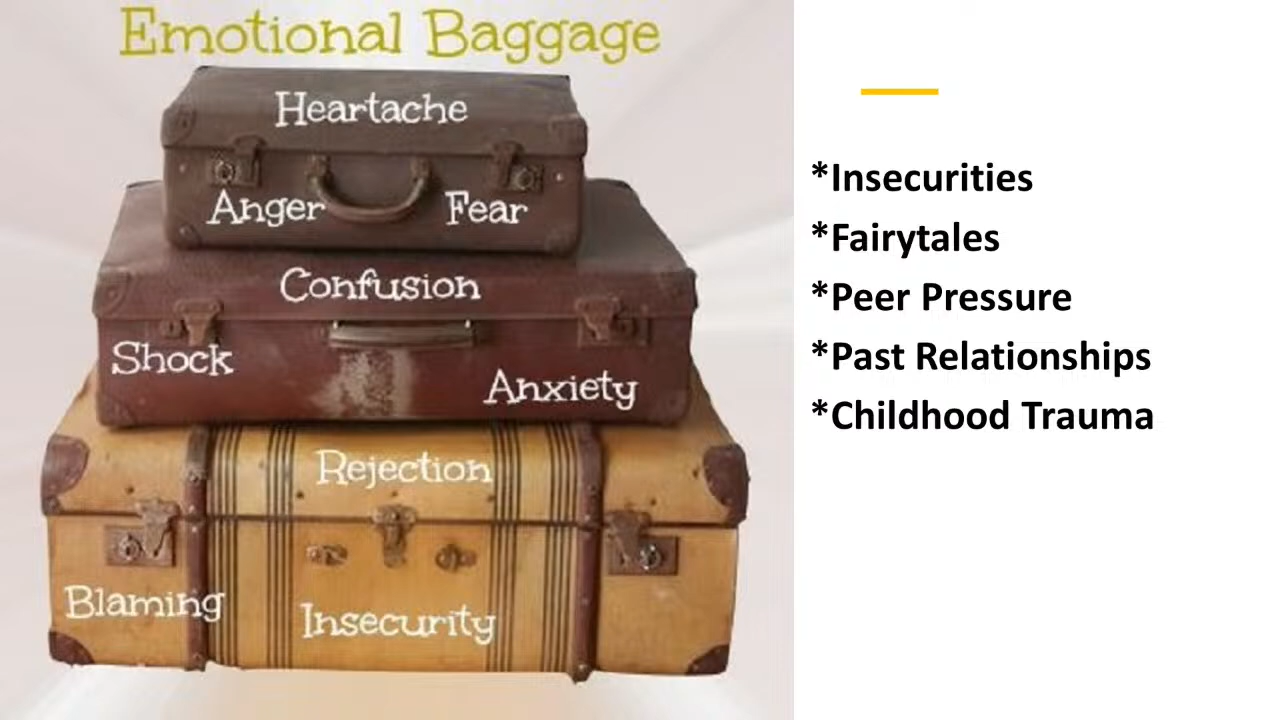 Emotional Baggage
Heartache
Anger Fear
Confusion
Shock
Anxiety
Rejection
Blaming
Insecurity
*Insecurities
*Fairytales
*Peer Pressure
*Past Relationships
*Childhood Trauma